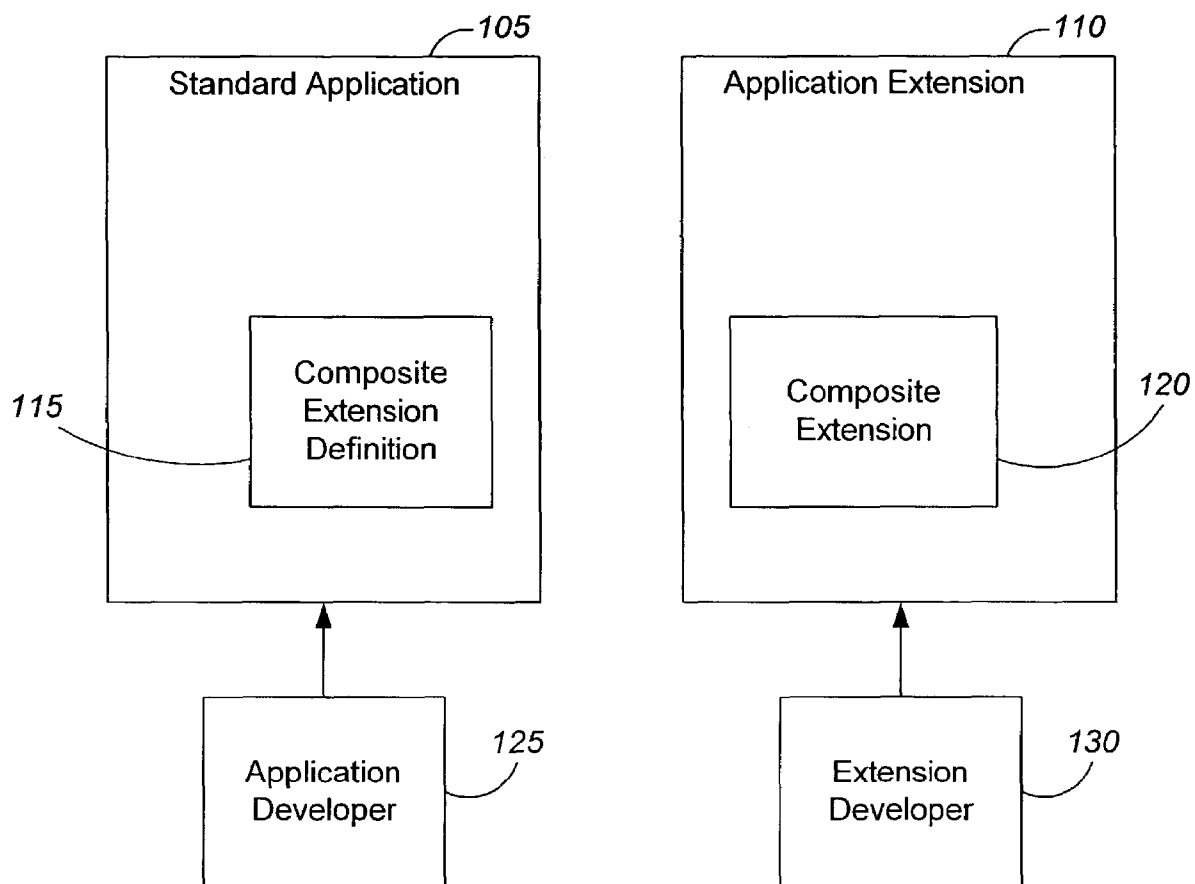 105
110
Standard Application
Application Extension
Composite
Extension
Definition
115
Composite
Extension
120
Application
Developer
125
Extension
Developer
130